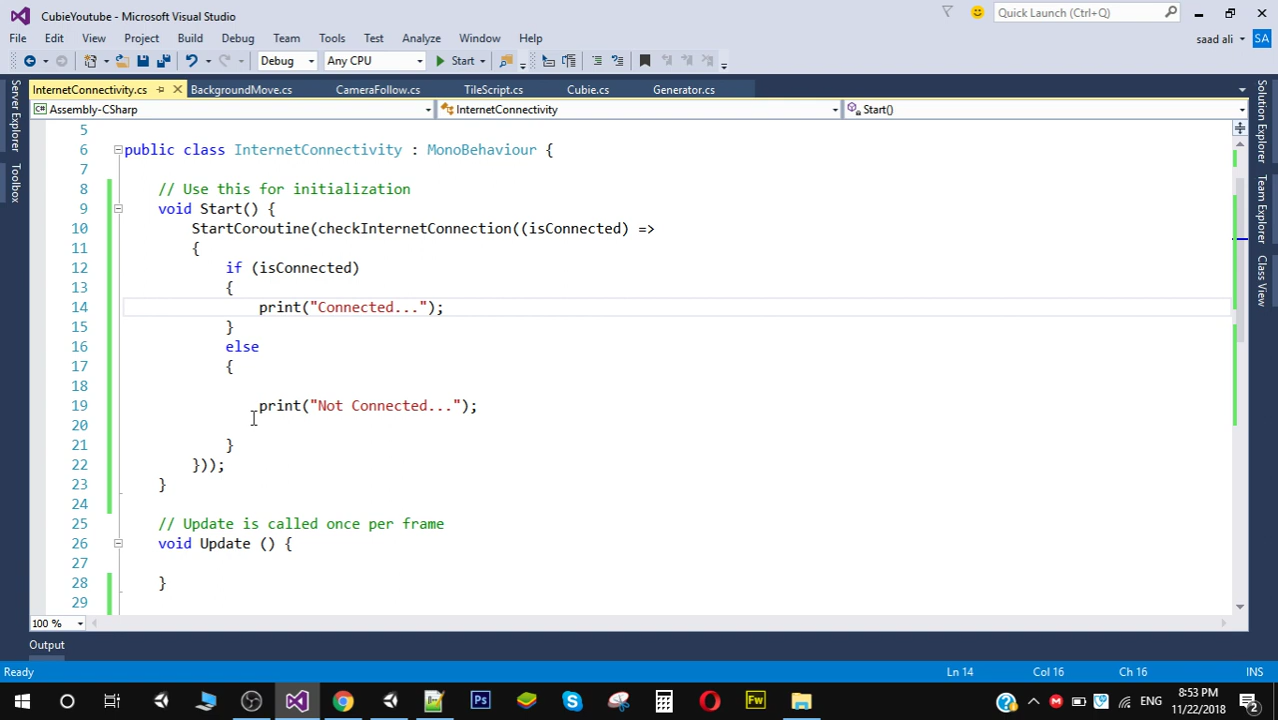 CubieYoutube - Microsoft Visual Studio
Quick Launch (Ctrl+Q)
File Edit View Project Build Debug Team Tools Test Analyze Window Help
saad ali SA
Debug Any CPU Start
InternetConnectivity.cs BackgroundMove.cs CameraFollow.cs TileScript.cs Cubie.cs Generator.cs
Assembly-CSharp InternetConnectivity Start()
Server Explorer
Toolbox
Solution Explorer
Team Explorer
Class View
5
6 public class InternetConnectivity : MonoBehaviour {
7
8 // Use this for initialization
9 void Start() {
10 StartCoroutine(checkInternetConnection((isConnected) =>
11 {
12 if (isConnected)
13 {
14 print("Connected...");
15 }
16 else
17 {
18
19 print("Not Connected...");
20
21 }
22 }));
23 }
24
25 // Update is called once per frame
26 void Update () {
27
28 }
29
100 %
Output
Ready Ln 14 Col 16 Ch 16 INS
Ps Fw ENG 8:53 PM
11/22/2018 2